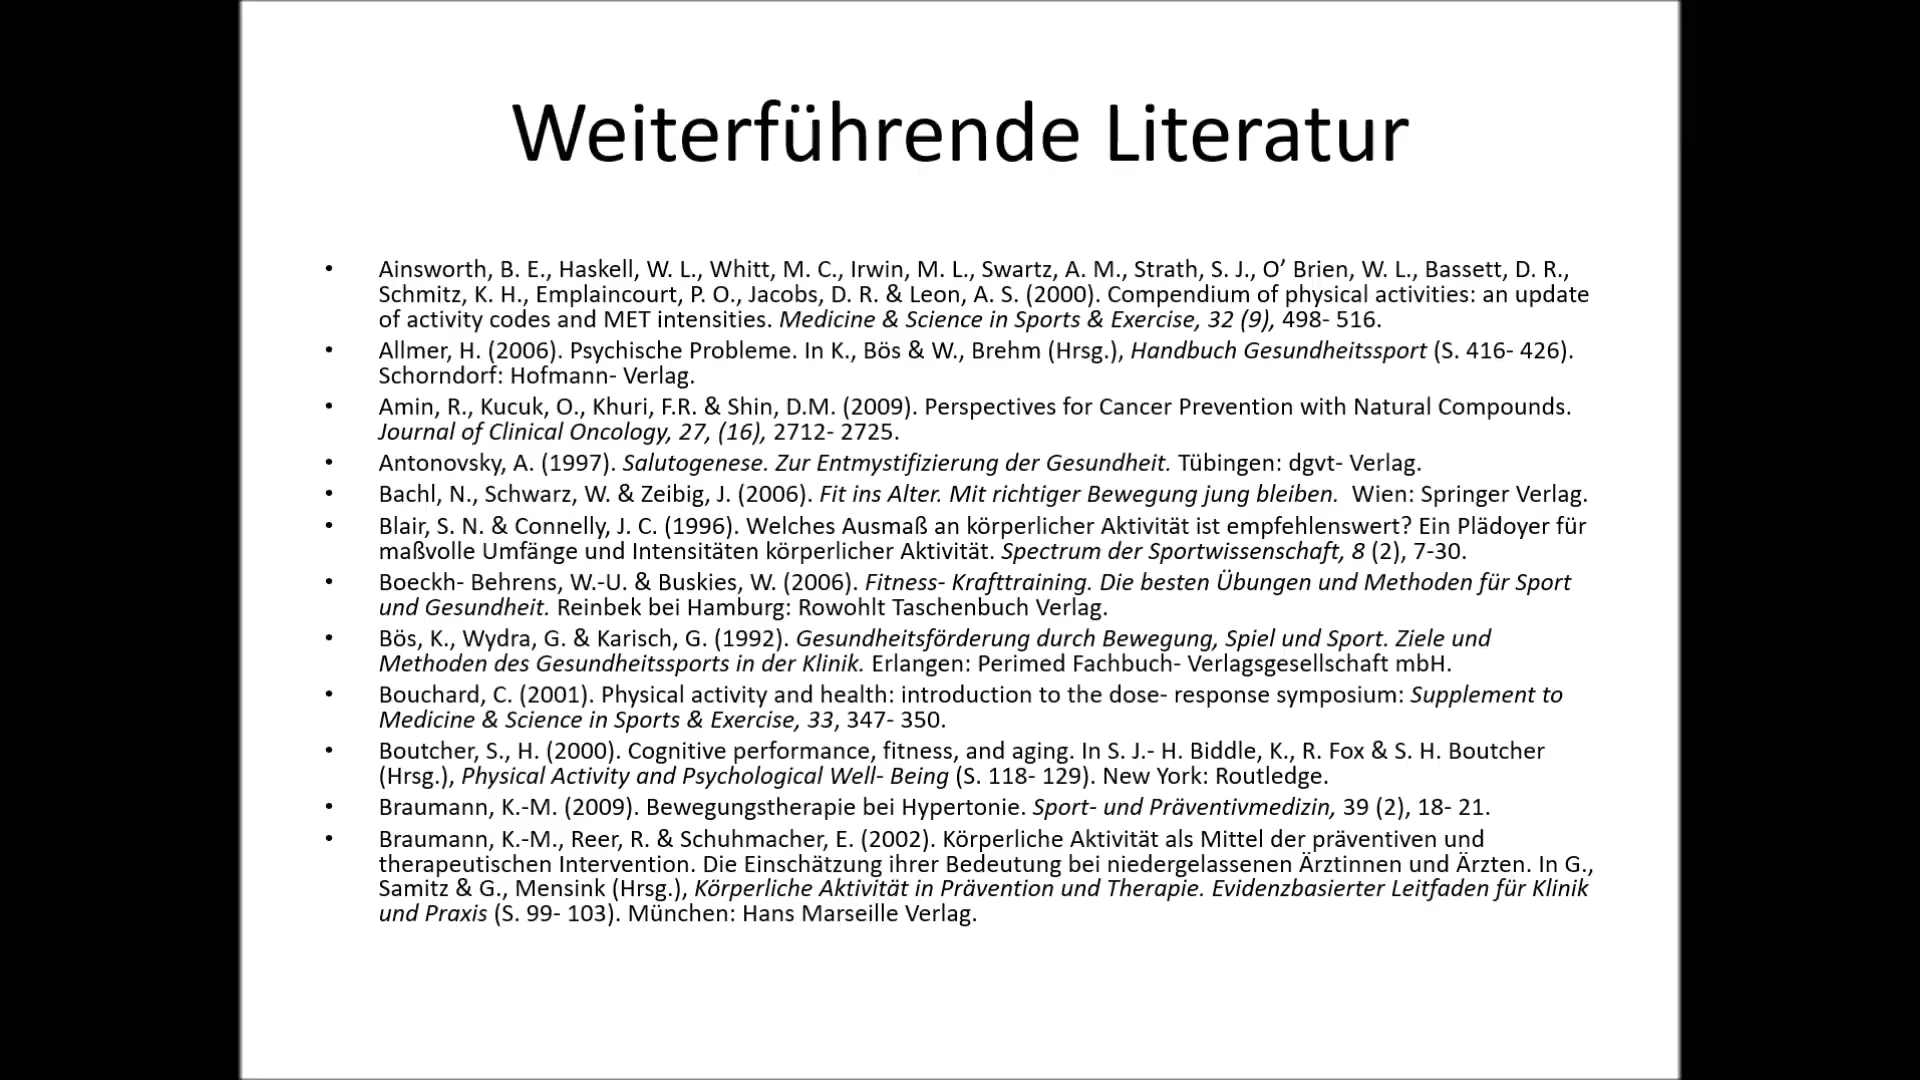 Weiterführende Literatur
• Ainsworth, B. E., Haskell, W. L., Whitt, M. C., Irwin, M. L., Swartz, A. M., Strath, S. J., O’ Brien, W. L., Bassett, D. R.,
Schmitz, K. H., Emplaincourt, P. O., Jacobs, D. R. & Leon, A. S. (2000). Compendium of physical activities: an update
of activity codes and MET intensities. Medicine & Science in Sports & Exercise, 32 (9), 498- 516.
• Allmer, H. (2006). Psychische Probleme. In K., Bös & W., Brehm (Hrsg.), Handbuch Gesundheitssport (S. 416- 426).
Schorndorf: Hofmann- Verlag.
• Amin, R., Kucuk, O., Khuri, F.R. & Shin, D.M. (2009). Perspectives for Cancer Prevention with Natural Compounds.
Journal of Clinical Oncology, 27, (16), 2712- 2725.
• Antonovsky, A. (1997). Salutogenese. Zur Entmystifizierung der Gesundheit. Tübingen: dgvt- Verlag.
• Bachl, N., Schwarz, W. & Zeibig, J. (2006). Fit ins Alter. Mit richtiger Bewegung jung bleiben. Wien: Springer Verlag.
• Blair, S. N. & Connelly, J. C. (1996). Welches Ausmaß an körperlicher Aktivität ist empfehlenswert? Ein Plädoyer für
maßvolle Umfänge und Intensitäten körperlicher Aktivität. Spectrum der Sportwissenschaft, 8 (2), 7-30.
• Boeckh- Behrens, W.-U. & Buskies, W. (2006). Fitness- Krafttraining. Die besten Übungen und Methoden für Sport
und Gesundheit. Reinbek bei Hamburg: Rowohlt Taschenbuch Verlag.
• Bös, K., Wydra, G. & Karisch, G. (1992). Gesundheitsförderung durch Bewegung, Spiel und Sport. Ziele und
Methoden des Gesundheitssports in der Klinik. Erlangen: Perimed Fachbuch- Verlagsgesellschaft mbH.
• Bouchard, C. (2001). Physical activity and health: introduction to the dose- response symposium: Supplement to
Medicine & Science in Sports & Exercise, 33, 347- 350.
• Boutcher, S., H. (2000). Cognitive performance, fitness, and aging. In S. J.- H. Biddle, K., R. Fox & S. H. Boutcher
(Hrsg.), Physical Activity and Psychological Well- Being (S. 118- 129). New York: Routledge.
• Braumann, K.-M. (2009). Bewegungstherapie bei Hypertonie. Sport- und Präventivmedizin, 39 (2), 18- 21.
• Braumann, K.-M., Reer, R. & Schuhmacher, E. (2002). Körperliche Aktivität als Mittel der präventiven und
therapeutischen Intervention. Die Einschätzung ihrer Bedeutung bei niedergelassenen Ärztinnen und Ärzten. In G.,
Samitz & G., Mensink (Hrsg.), Körperliche Aktivität in Prävention und Therapie. Evidenzbasierter Leitfaden für Klinik
und Praxis (S. 99- 103). München: Hans Marseille Verlag.